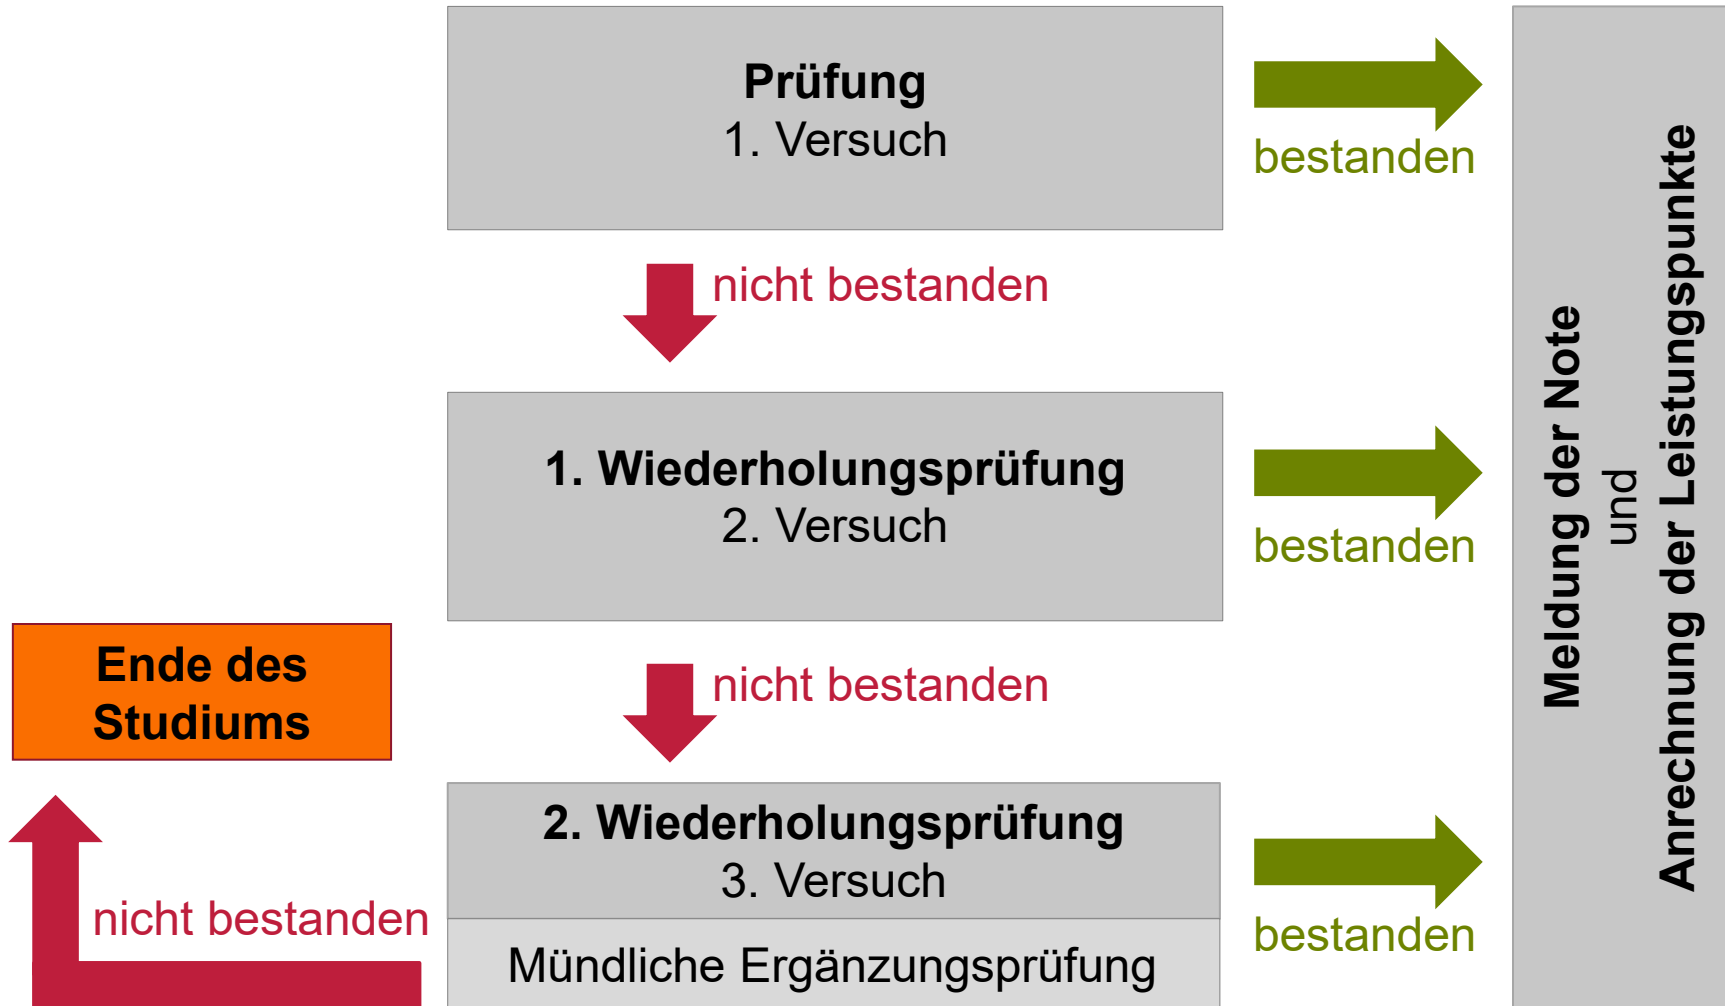 Prüfung
1. Versuch
bestanden
nicht bestanden
1. Wiederholungsprüfung
2. Versuch
bestanden
nicht bestanden
Ende des
Studiums
2. Wiederholungsprüfung
3. Versuch
bestanden
nicht bestanden
Mündliche Ergänzungsprüfung
Meldung der Note
und
Anrechnung der Leistungspunkte